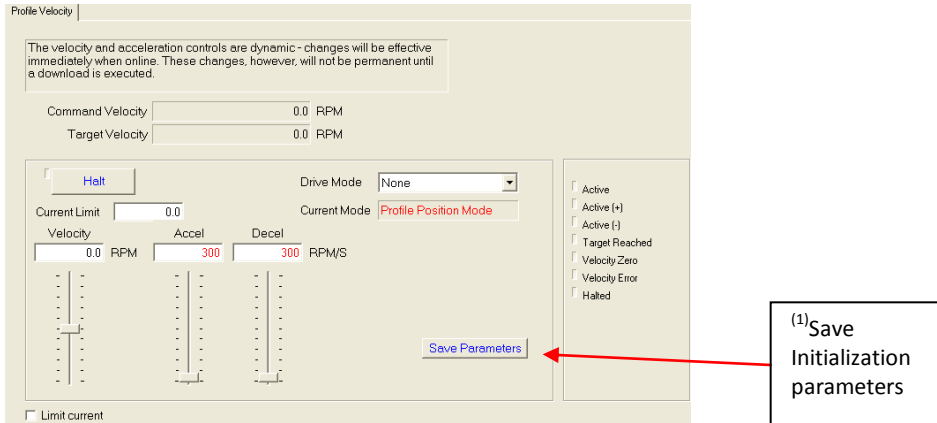 Profile Velocity
The velocity and acceleration controls are dynamic - changes will be effective
immediately when online. These changes, however, will not be permanent until
a download is executed.
Command Velocity 0.0 RPM
Target Velocity 0.0 RPM
Halt
Drive Mode None
Current Limit 0.0
Current Mode Profile Position Mode
Velocity Accel Decel
0.0 RPM 300 300 RPM/S
Save Parameters
Limit current
Active
Active (+)
Active (-)
Target Reached
Velocity Zero
Velocity Error
Halted
(1)Save
Initialization
parameters